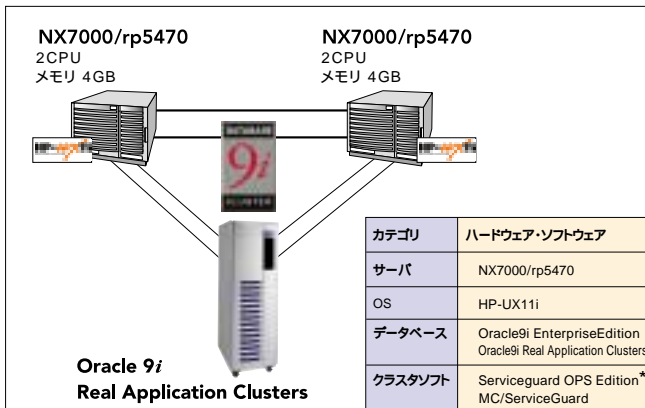 NX7000/rp5470
2CPU
メモリ 4GB
NX7000/rp5470
2CPU
メモリ 4GB
9i
CLUSTER
Oracle 9i
Real Application Clusters
カテゴリ ハードウェア・ソフトウェア
サーバ NX7000/rp5470
OS HP-UX11i
データベース Oracle9i EnterpriseEdition
Oracle9i Real Application Clusters
クラスタソフト Serviceguard OPS Edition*
MC/ServiceGuard